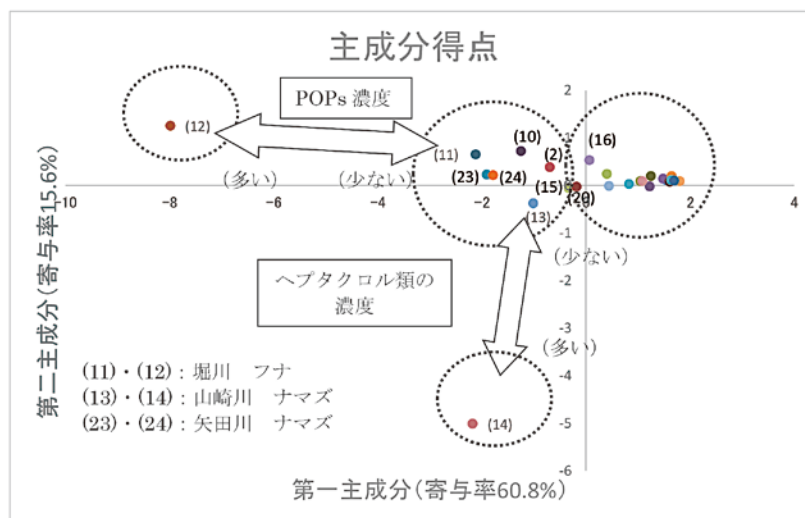 主成分得点
2
POPs 濃度
(12)
(10)
(16)
1
(11)
(2)
(多い)
(少ない)
(23)
(24)
(15)
(20)
-10
-8
-6
-4
-2
0
2
4
(13)
-1
(少ない)
-2
ヘプタクロル類の
濃度
-3
(多い)
-4
(11)・(12)：堀川　フナ
(13)・(14)：山崎川　ナマズ
(23)・(24)：矢田川　ナマズ
(14)
-5
-6
第一主成分(寄与率60.8%)
第二主成分(寄与率15.6%)